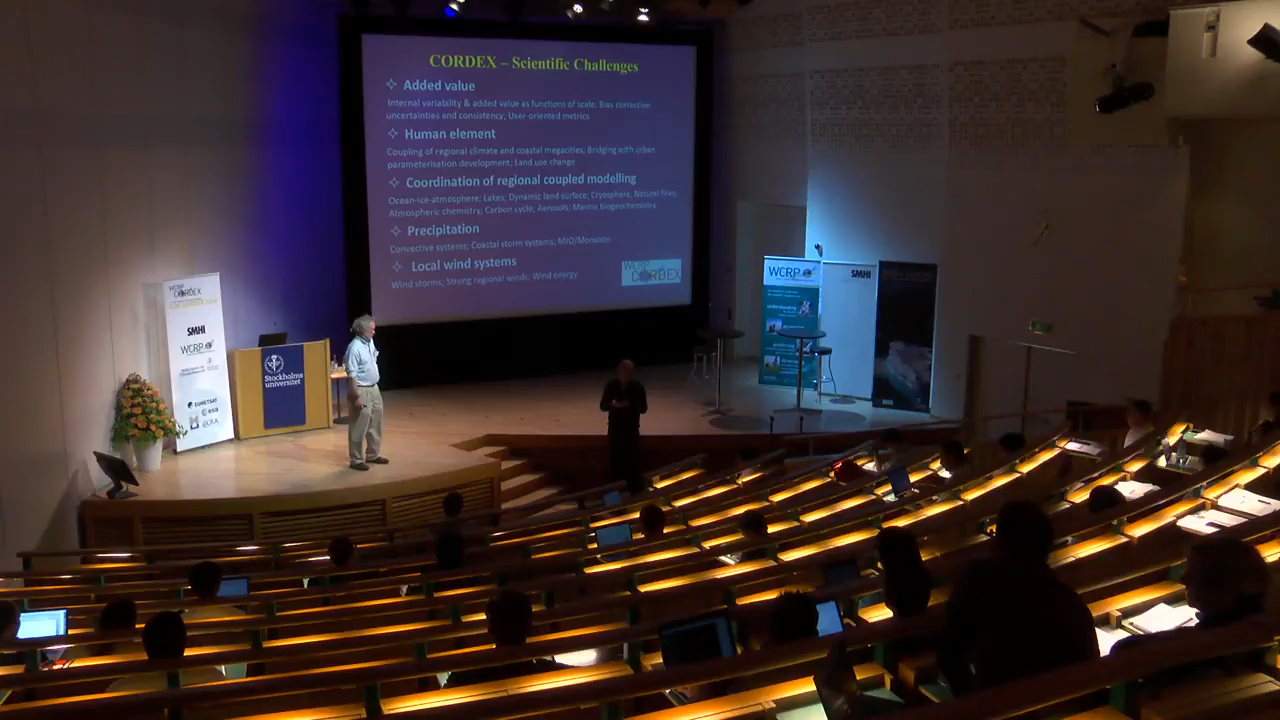 CORDEX – Scientific Challenges
Added value
Internal variability & added value as functions of scale; Bias correction
uncertainties and consistency; User-oriented metrics
Human element
Coupling of regional climate and coastal megacities; Bridging with urban
parameterisation development; Land use change
Coordination of regional coupled modelling
Ocean-ice-atmosphere; Lakes; Dynamic land surface; Cryosphere, Natural fires;
Atmospheric chemistry; Carbon cycle; Aerosols; Marine biogeochemistry
Precipitation
Convective systems; Coastal storm systems; MJO/Monsoon
Local wind systems
Wind storms; Strong regional winds; Wind energy
WCRP
CORDEX
WCRP
CORDEX
SMHI
WCRP
EUMETSAT
esa
Stockholms
universitet
WCRP
understanding
SMHI